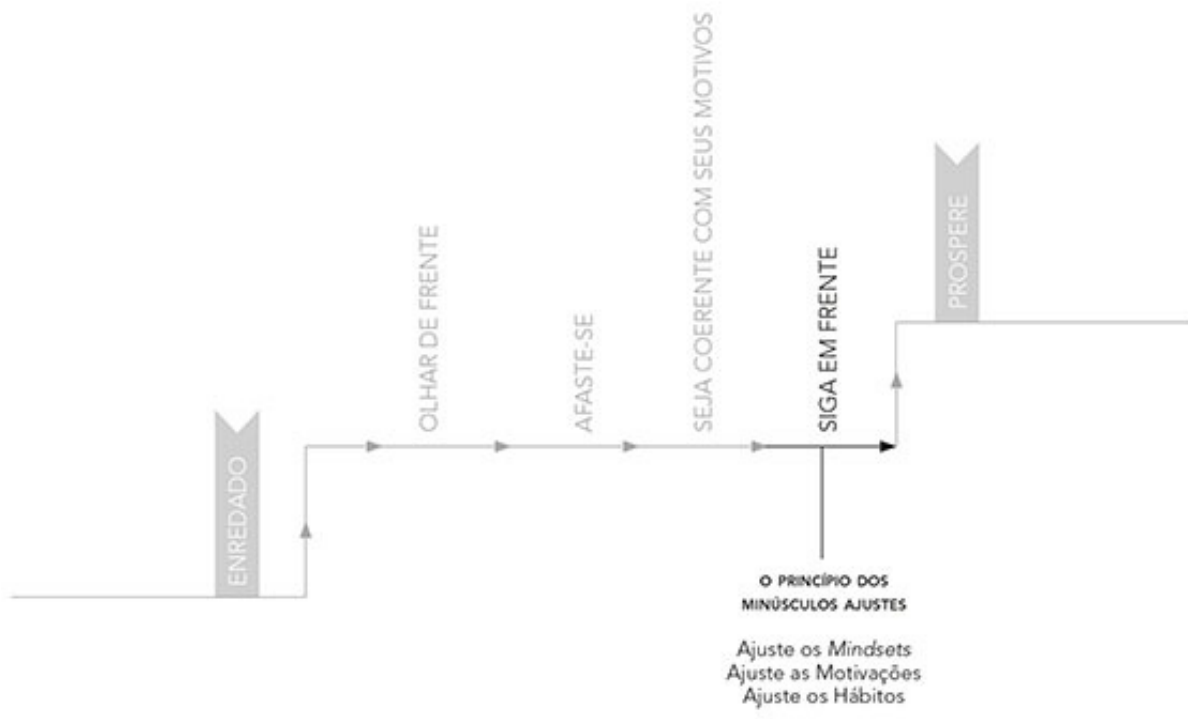 ENREDADO
OLHAR DE FRENTE
AFASTE-SE
SEJA COERENTE COM SEUS MOTIVOS
SIGA EM FRENTE
PROSPERE
O PRINCÍPIO DOS
MINÚSCULOS AJUSTES
Ajuste os Mindsets
Ajuste as Motivações
Ajuste os Hábitos